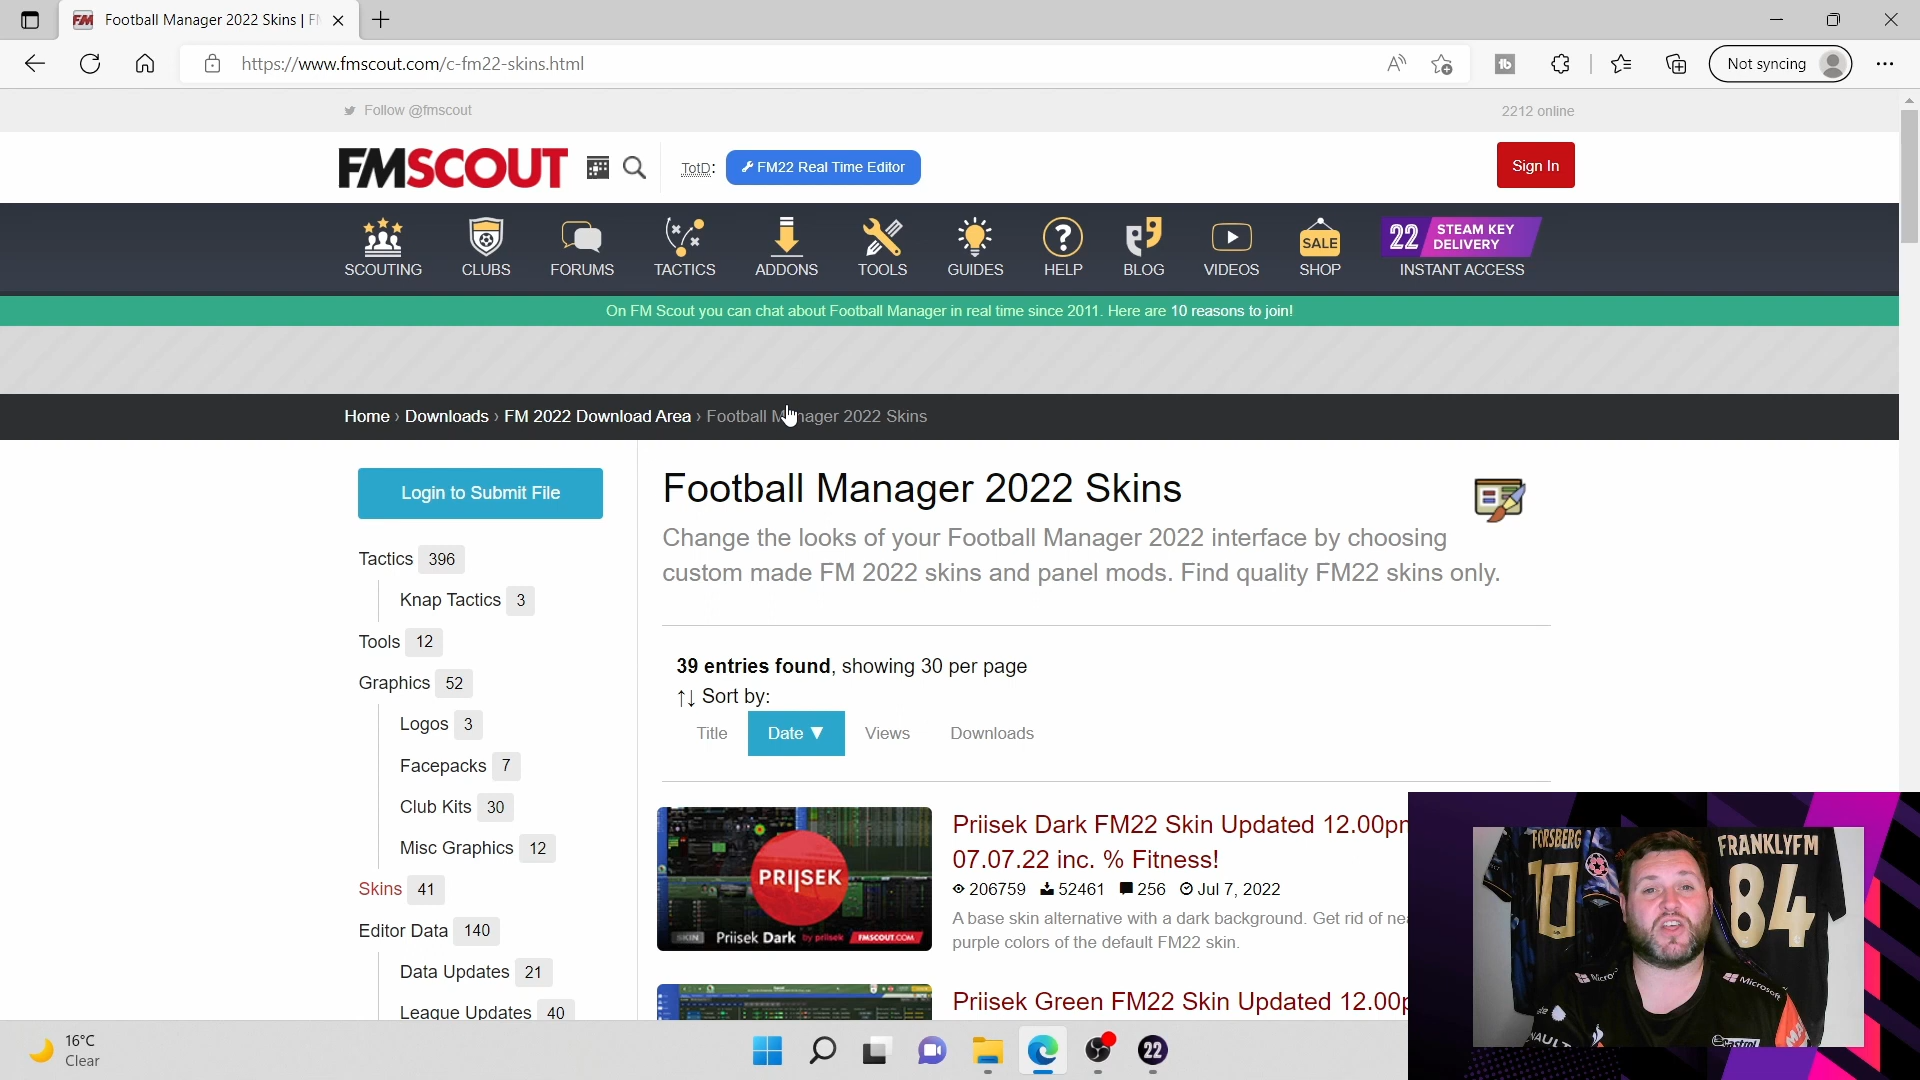 Football Manager 2022 Skins | FM
https://www.fmscout.com/c-fm22-skins.html
Not syncing
Follow @fmscout
2212 online
FMSCOUT
TotD:
FM22 Real Time Editor
Sign In
SCOUTING
CLUBS
FORUMS
TACTICS
ADDONS
TOOLS
GUIDES
HELP
BLOG
VIDEOS
SALE
SHOP
22 STEAM KEY
DELIVERY
INSTANT ACCESS
On FM Scout you can chat about Football Manager in real time since 2011. Here are 10 reasons to join!
Home › Downloads › FM 2022 Download Area › Football Manager 2022 Skins
Login to Submit File
Tactics 396
Knap Tactics 3
Tools 12
Graphics 52
Logos 3
Facepacks 7
Club Kits 30
Misc Graphics 12
Skins 41
Editor Data 140
Data Updates 21
League Updates 40
Football Manager 2022 Skins
Change the looks of your Football Manager 2022 interface by choosing
custom made FM 2022 skins and panel mods. Find quality FM22 skins only.
39 entries found, showing 30 per page
↑↓ Sort by:
Title
Date ▼
Views
Downloads
PRIISEK
SKIN Priisek Dark by priisek FMSCOUT.COM
Priisek Dark FM22 Skin Updated 12.00pm
07.07.22 inc. % Fitness!
206759 52461 256 Jul 7, 2022
A base skin alternative with a dark background. Get rid of
purple colors of the default FM22 skin.
Priisek Green FM22 Skin Updated 12.00p
FORSBERG
10
FRANKLYFM
84
Micro
Microsoft
Castrol
16°C
Clear
22